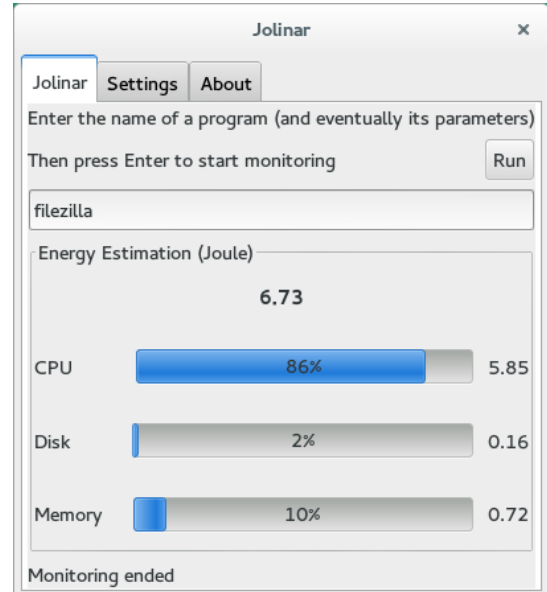 Jolinar ×
Jolinar Settings About
Enter the name of a program (and eventually its parameters)
Then press Enter to start monitoring Run
filezilla
Energy Estimation (Joule)
6.73
CPU 86% 5.85
Disk 2% 0.16
Memory 10% 0.72
Monitoring ended